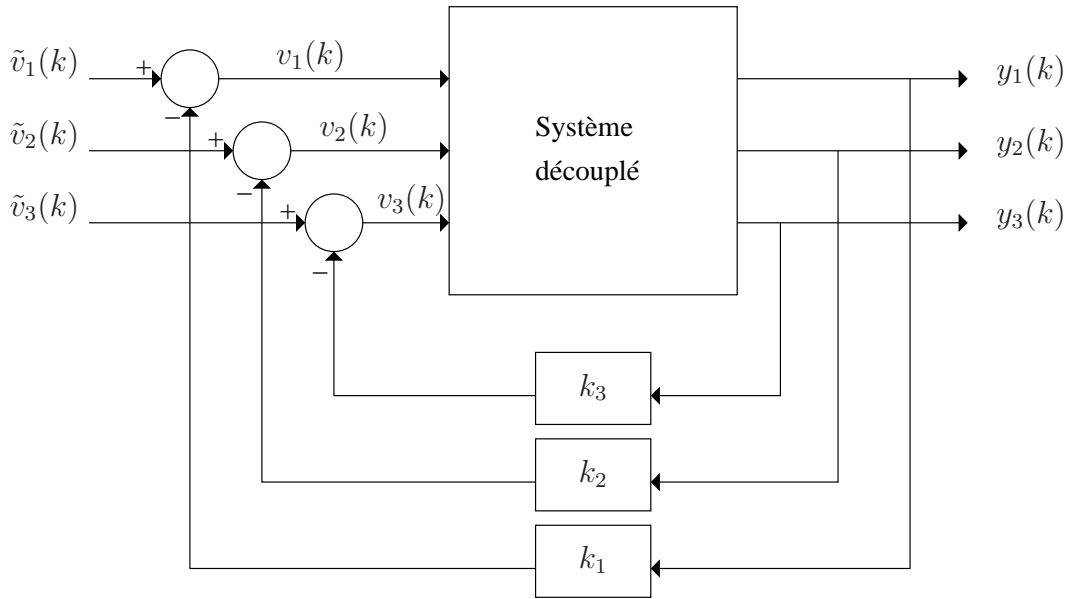 ṽ₁(k) + v₁(k) y₁(k)
−
ṽ₂(k) + v₂(k) Système y₂(k)
− découplé
ṽ₃(k) + v₃(k) y₃(k)
−
k₃
k₂
k₁